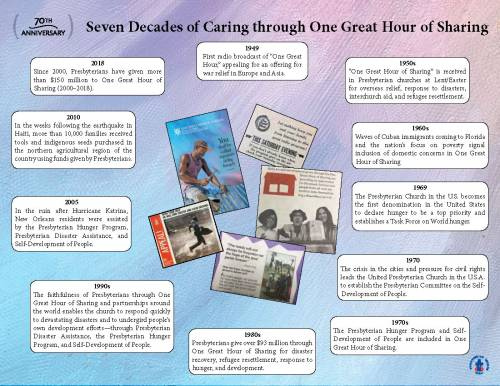 70TH
ANNIVERSARY
Seven Decades of Caring through One Great Hour of Sharing
1949
First radio broadcast of "One Great
Hour," appealing for an offering for
war relief in Europe and Asia.
1950s
"One Great Hour of Sharing" is received
in Presbyterian churches at Lent/Easter
for overseas relief, response to disasters,
interchurch aid, and refugee resettlement.
1960s
Waves of Cuban immigrants coming to Florida
and the nation's focus on poverty signal
inclusion of domestic concerns in One Great
Hour of Sharing
1969
The Presbyterian Church in the U.S. becomes
the first denomination in the United States
to declare hunger to be a top priority and
establishes a Task Force on World hunger.
1970
The crisis in the cities and pressure for civil rights
leads the United Presbyterian Church in the U.S.A.
to establish the Presbyterian Committee on the Self-
Development of People.
1970s
The Presbyterian Hunger Program and Self-
Development of People are included in One
Great Hour of Sharing.
1980s
Presbyterians give over $93 million through
One Great Hour of Sharing for disaster
recovery, refugee resettlement, response to
hunger, and development.
1990s
The faithfulness of Presbyterians through One
Great Hour of Sharing and partnerships around
the world enables the church to respond quickly
to devastating disasters and to undergird people's
own development efforts—through Presbyterian
Disaster Assistance, the Presbyterian Hunger
Program, and Self-Development of People.
2005
In the ruin after Hurricane Katrina,
New Orleans residents were assisted
by the Presbyterian Hunger Program,
Presbyterian Disaster Assistance, and
Self-Development of People.
2010
In the weeks following the earthquake in
Haiti, more than 10,000 families received
tools and indigenous seeds purchased in
the northern agricultural region of the
country using funds given by Presbyterians.
2018
Since 2000, Presbyterians have given more
than $150 million to One Great Hour of
Sharing (2000–2018).
THIS SATURDAY EVENING